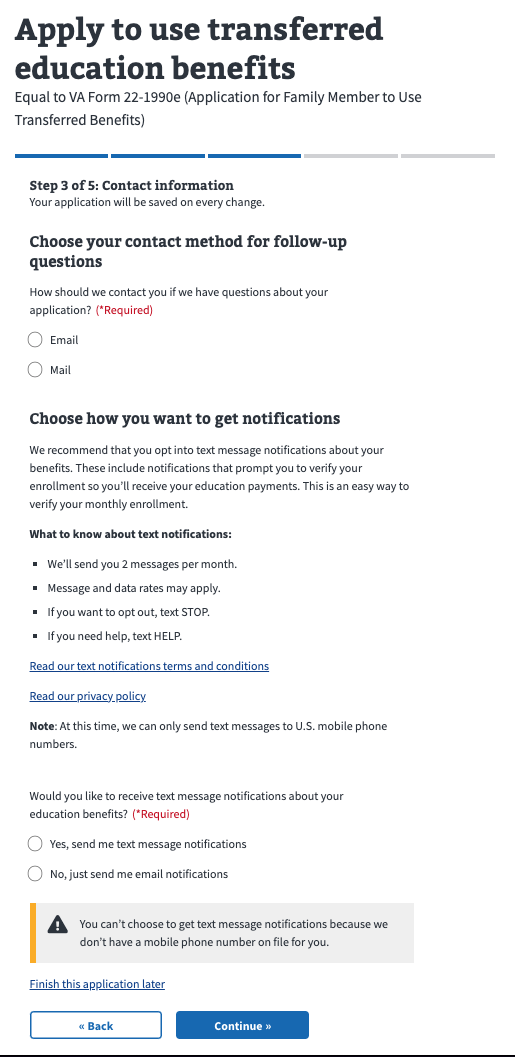 Apply to use transferred
education benefits
Equal to VA Form 22-1990e (Application for Family Member to Use
Transferred Benefits)
Step 3 of 5: Contact information
Your application will be saved on every change.
Choose your contact method for follow-up
questions
How should we contact you if we have questions about your
application? (*Required)
Email
Mail
Choose how you want to get notifications
We recommend that you opt into text message notifications about your
benefits. These include notifications that prompt you to verify your
enrollment so you’ll receive your education payments. This is an easy way to
verify your monthly enrollment.
What to know about text notifications:
▪ We’ll send you 2 messages per month.
▪ Message and data rates may apply.
▪ If you want to opt out, text STOP.
▪ If you need help, text HELP.
Read our text notifications terms and conditions
Read our privacy policy
Note: At this time, we can only send text messages to U.S. mobile phone
numbers.
Would you like to receive text message notifications about your
education benefits? (*Required)
Yes, send me text message notifications
No, just send me email notifications
You can’t choose to get text message notifications because we
don’t have a mobile phone number on file for you.
Finish this application later
« Back
Continue »